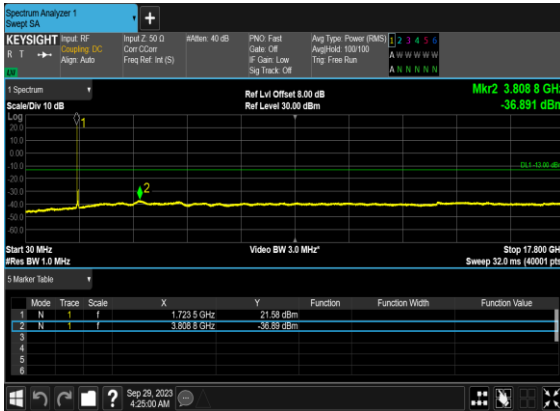 Spectrum Analyzer 1
Swept SA
+
KEYSIGHT Input: RF Input Z: 50 Ω #Atten: 40 dB PNO: Fast Avg Type: Power (RMS) 1 2 3 4 5 6
R T Coupling: DC Corr CCorr Gate: Off Avg|Hold: 100/100 A W W W W W
Align: Auto Freq Ref: Int (S) IF Gain: Low Trig: Free Run
Sig Track: Off A N N N N N
1 Spectrum
Ref Lvl Offset 8.00 dB Mkr2 3.808 8 GHz
Scale/Div 10 dB Ref Level 30.00 dBm -36.891 dBm
Log
20.0
10.0
0.00
-10.0
-20.0
-30.0
-40.0
-50.0
-60.0
1
2
DL1 -13.00 dBm
Start 30 MHz Video BW 3.0 MHz* Stop 17.800 GHz
#Res BW 1.0 MHz Sweep 32.0 ms (40001 pts)
5 Marker Table
Mode Trace Scale X Y Function Function Width Function Value
1 N 1 f 1.723 5 GHz 21.58 dBm
2 N 1 f 3.808 8 GHz -36.89 dBm
3
4
5
6
?
Sep 29, 2023
4:25:00 AM